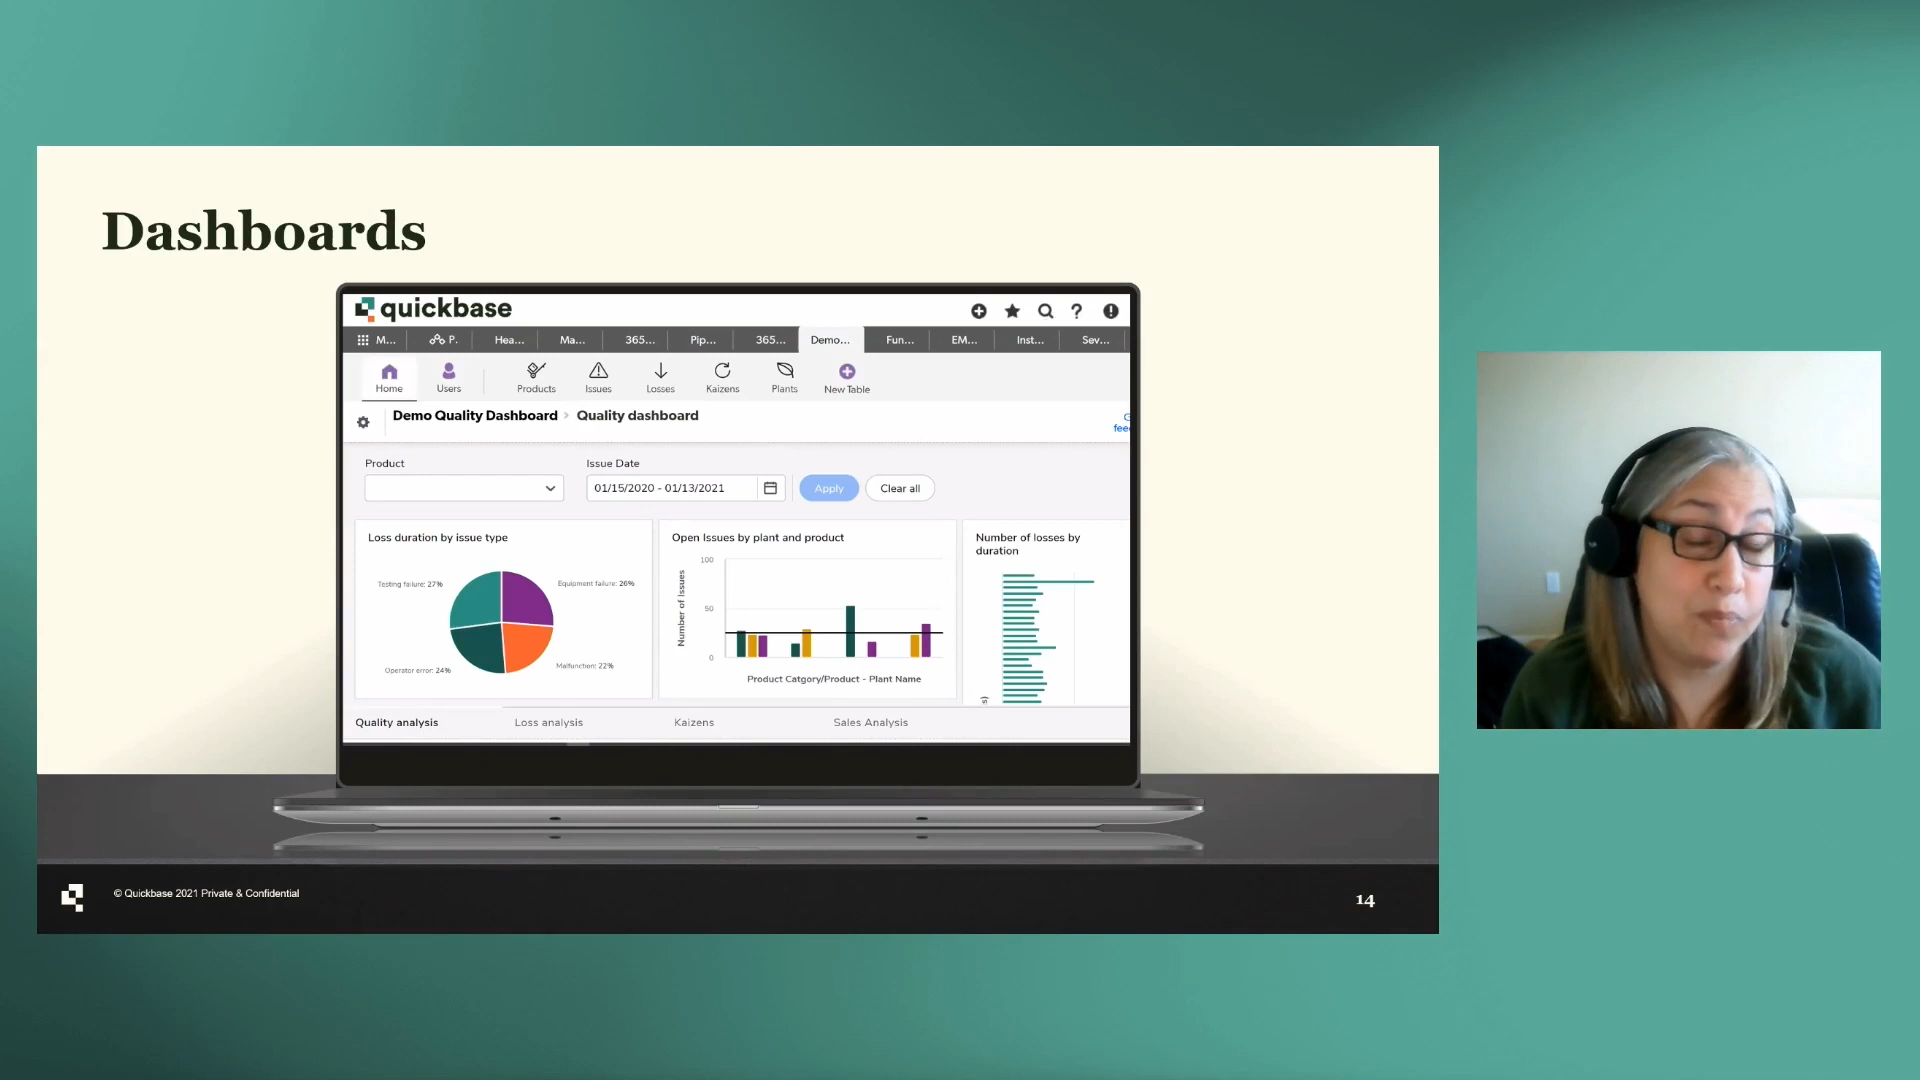 Dashboards
quickbase
M... P. Hea... Ma... 365... Pip... 365... Demo... Fun... EM... Inst... Sev...
Home Users Products Issues Losses Kaizens Plants New Table
Demo Quality Dashboard > Quality dashboard
Product
Issue Date
01/15/2020 - 01/13/2021
Apply
Clear all
Loss duration by issue type
Testing failure: 27%
Equipment failure: 26%
Operator error: 24%
Malfunction: 22%
Open Issues by plant and product
Number of Issues
100
50
0
Product Catgory/Product - Plant Name
Number of losses by
duration
Quality analysis Loss analysis Kaizens Sales Analysis
© Quickbase 2021 Private & Confidential
14